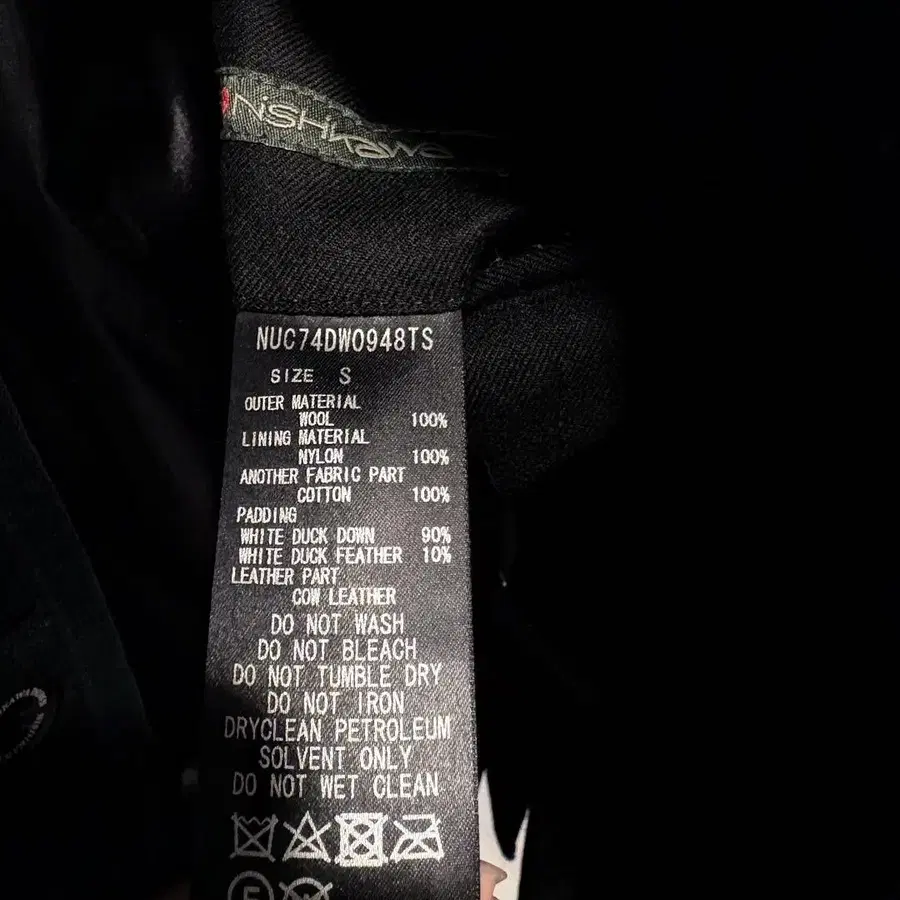 NiSHiKawa
NUC74DW0948TS
SIZE S
OUTER MATERIAL
WOOL 100%
LINING MATERIAL
NYLON 100%
ANOTHER FABRIC PART
COTTON 100%
PADDING
WHITE DUCK DOWN 90%
WHITE DUCK FEATHER 10%
LEATHER PART
COW LEATHER
DO NOT WASH
DO NOT BLEACH
DO NOT TUMBLE DRY
DO NOT IRON
DRYCLEAN PETROLEUM
SOLVENT ONLY
DO NOT WET CLEAN
F W